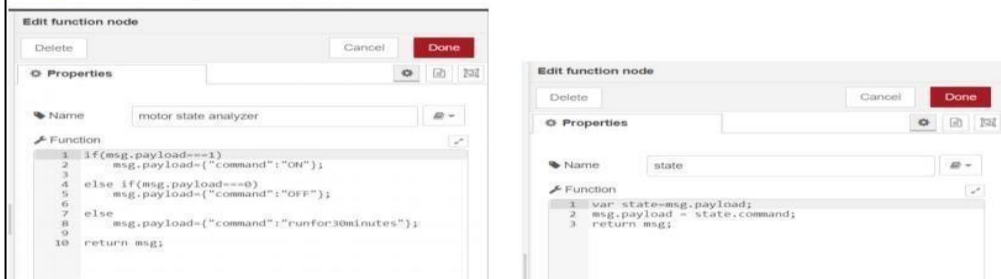 Edit function node
Delete
Cancel
Done
Properties
Name
motor state analyzer
Function
1 if(msg.payload===1)
2 msg.payload={"command":"ON"};
3
4 else if(msg.payload===0)
5 msg.payload={"command":"OFF"};
6
7 else
8 msg.payload={"command":"runfor30minutes"};
9
10 return msg;
Edit function node
Delete
Cancel
Done
Properties
Name
state
Function
1 var state=msg.payload;
2 msg.payload = state.command;
3 return msg;